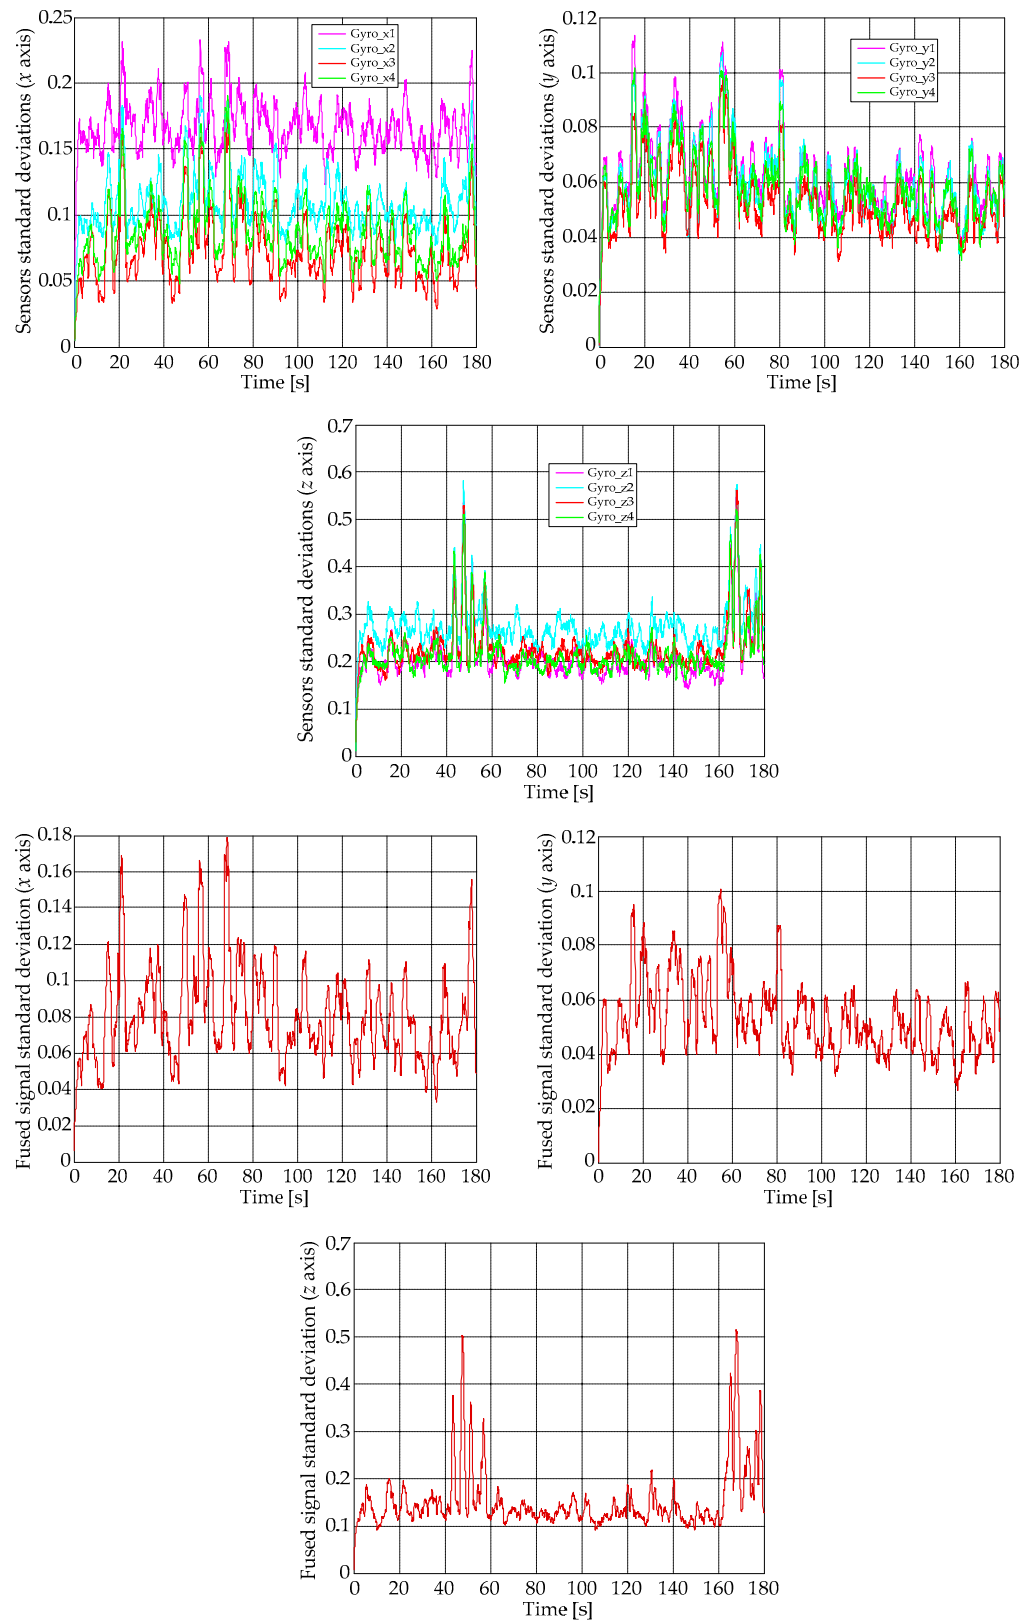 Sensors standard deviations (x axis)
0.25
0.2
0.15
0.1
0.05
0
Gyro_x1
Gyro_x2
Gyro_x3
Gyro_x4
0 20 40 60 80 100 120 140 160 180
Time [s]
Sensors standard deviations (y axis)
0.12
0.1
0.08
0.06
0.04
0.02
0
Gyro_y1
Gyro_y2
Gyro_y3
Gyro_y4
0 20 40 60 80 100 120 140 160 180
Time [s]
Sensors standard deviations (z axis)
0.7
0.6
0.5
0.4
0.3
0.2
0.1
0
Gyro_z1
Gyro_z2
Gyro_z3
Gyro_z4
0 20 40 60 80 100 120 140 160 180
Time [s]
Fused signal standard deviation (x axis)
0.18
0.16
0.14
0.12
0.1
0.08
0.06
0.04
0.02
0
0 20 40 60 80 100 120 140 160 180
Time [s]
Fused signal standard deviation (y axis)
0.12
0.1
0.08
0.06
0.04
0.02
0
0 20 40 60 80 100 120 140 160 180
Time [s]
Fused signal standard deviation (z axis)
0.7
0.6
0.5
0.4
0.3
0.2
0.1
0
0 20 40 60 80 100 120 140 160 180
Time [s]